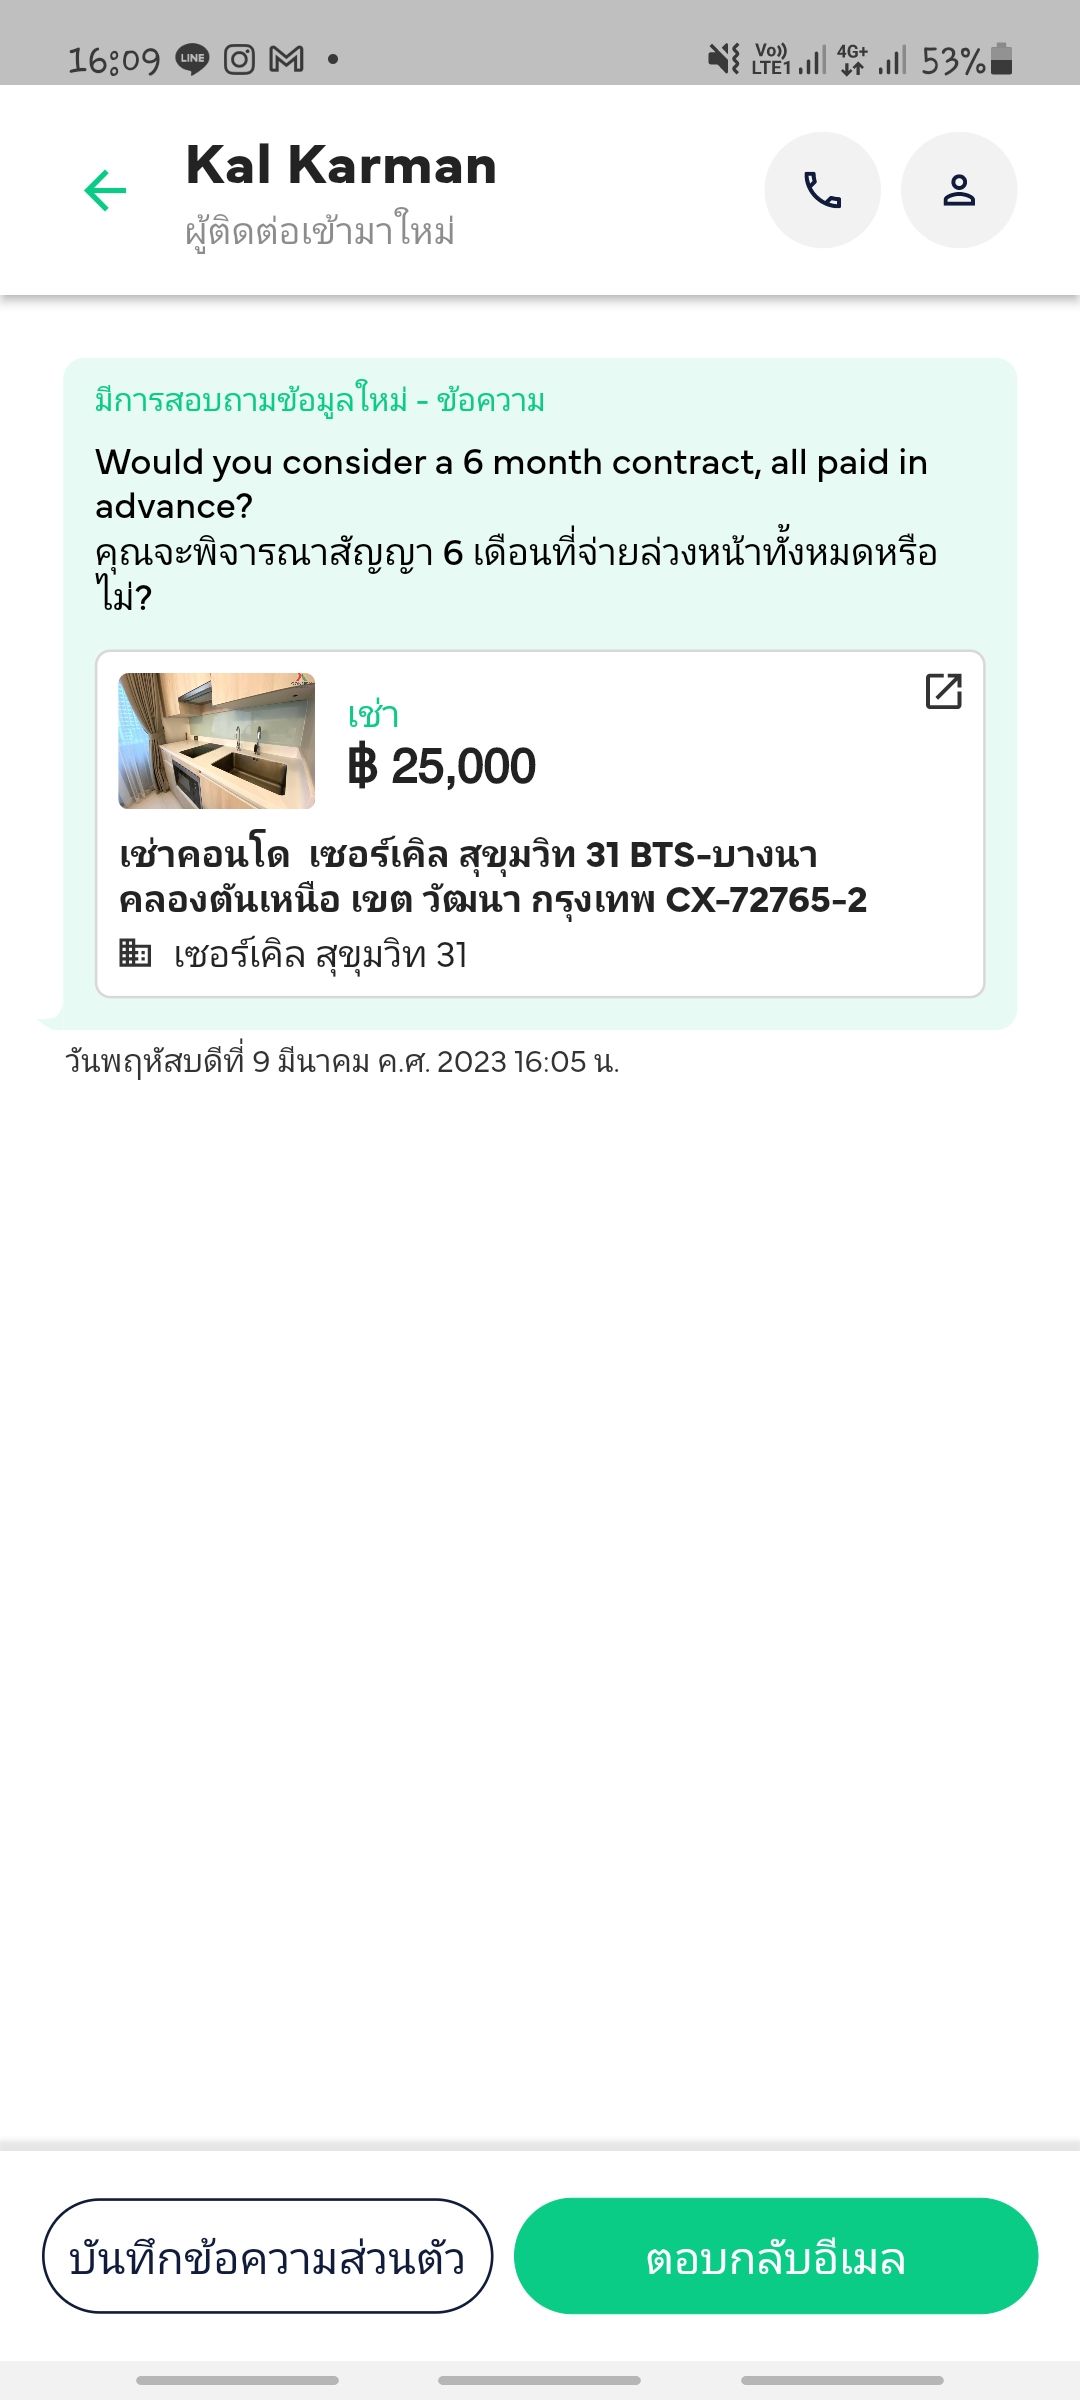 16:09 LINE Vo)) LTE1 4G+ 53%
Kal Karman
ผู้ติดต่อเข้ามาใหม่
มีการสอบถามข้อมูลใหม่ - ข้อความ
Would you consider a 6 month contract, all paid in
advance?
คุณจะพิจารณาสัญญา 6 เดือนที่จ่ายล่วงหน้าทั้งหมดหรือ
ไม่?
เช่า
฿ 25,000
เช่าคอนโด เซอร์เคิล สุขุมวิท 31 BTS-บางนา
คลองตันเหนือ เขต วัฒนา กรุงเทพ CX-72765-2
เซอร์เคิล สุขุมวิท 31
วันพฤหัสบดีที่ 9 มีนาคม ค.ศ. 2023 16:05 น.
บันทึกข้อความส่วนตัว
ตอบกลับอีเมล